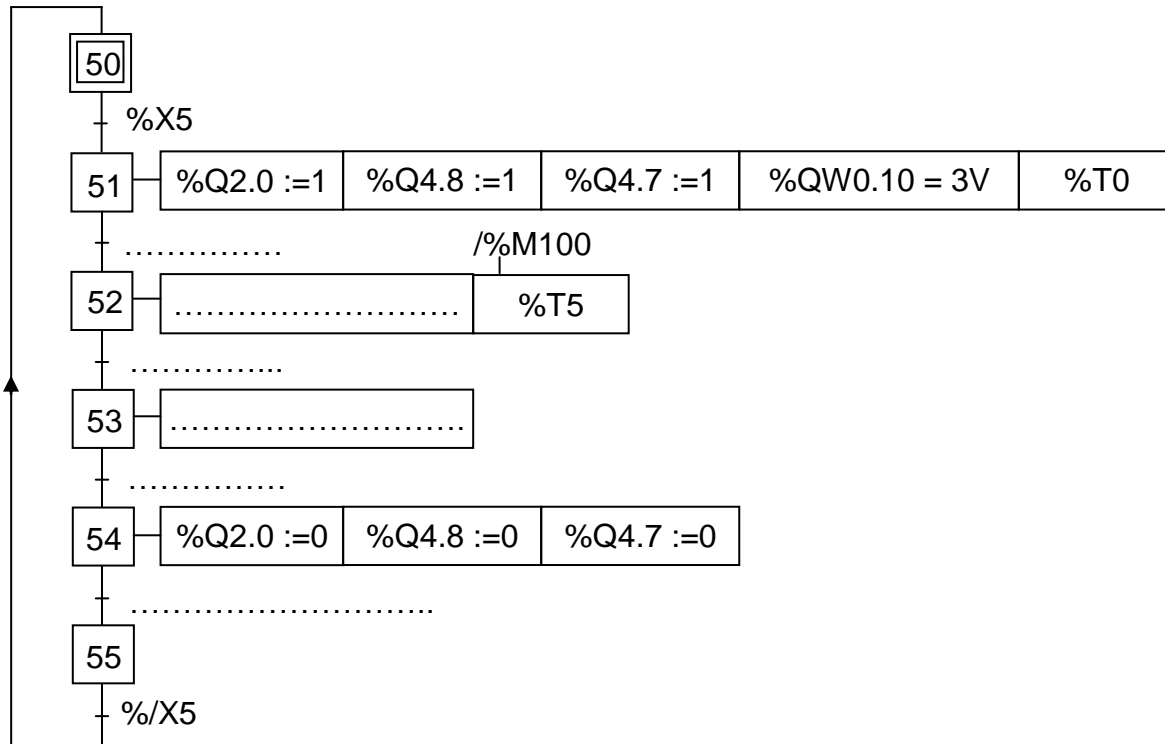 50
%X5
51 %Q2.0 :=1 %Q4.8 :=1 %Q4.7 :=1 %QW0.10 = 3V %T0
............... /%M100
52 ........................... %T5
...............
53 ............................
...............
54 %Q2.0 :=0 %Q4.8 :=0 %Q4.7 :=0
.............................
55
%/X5